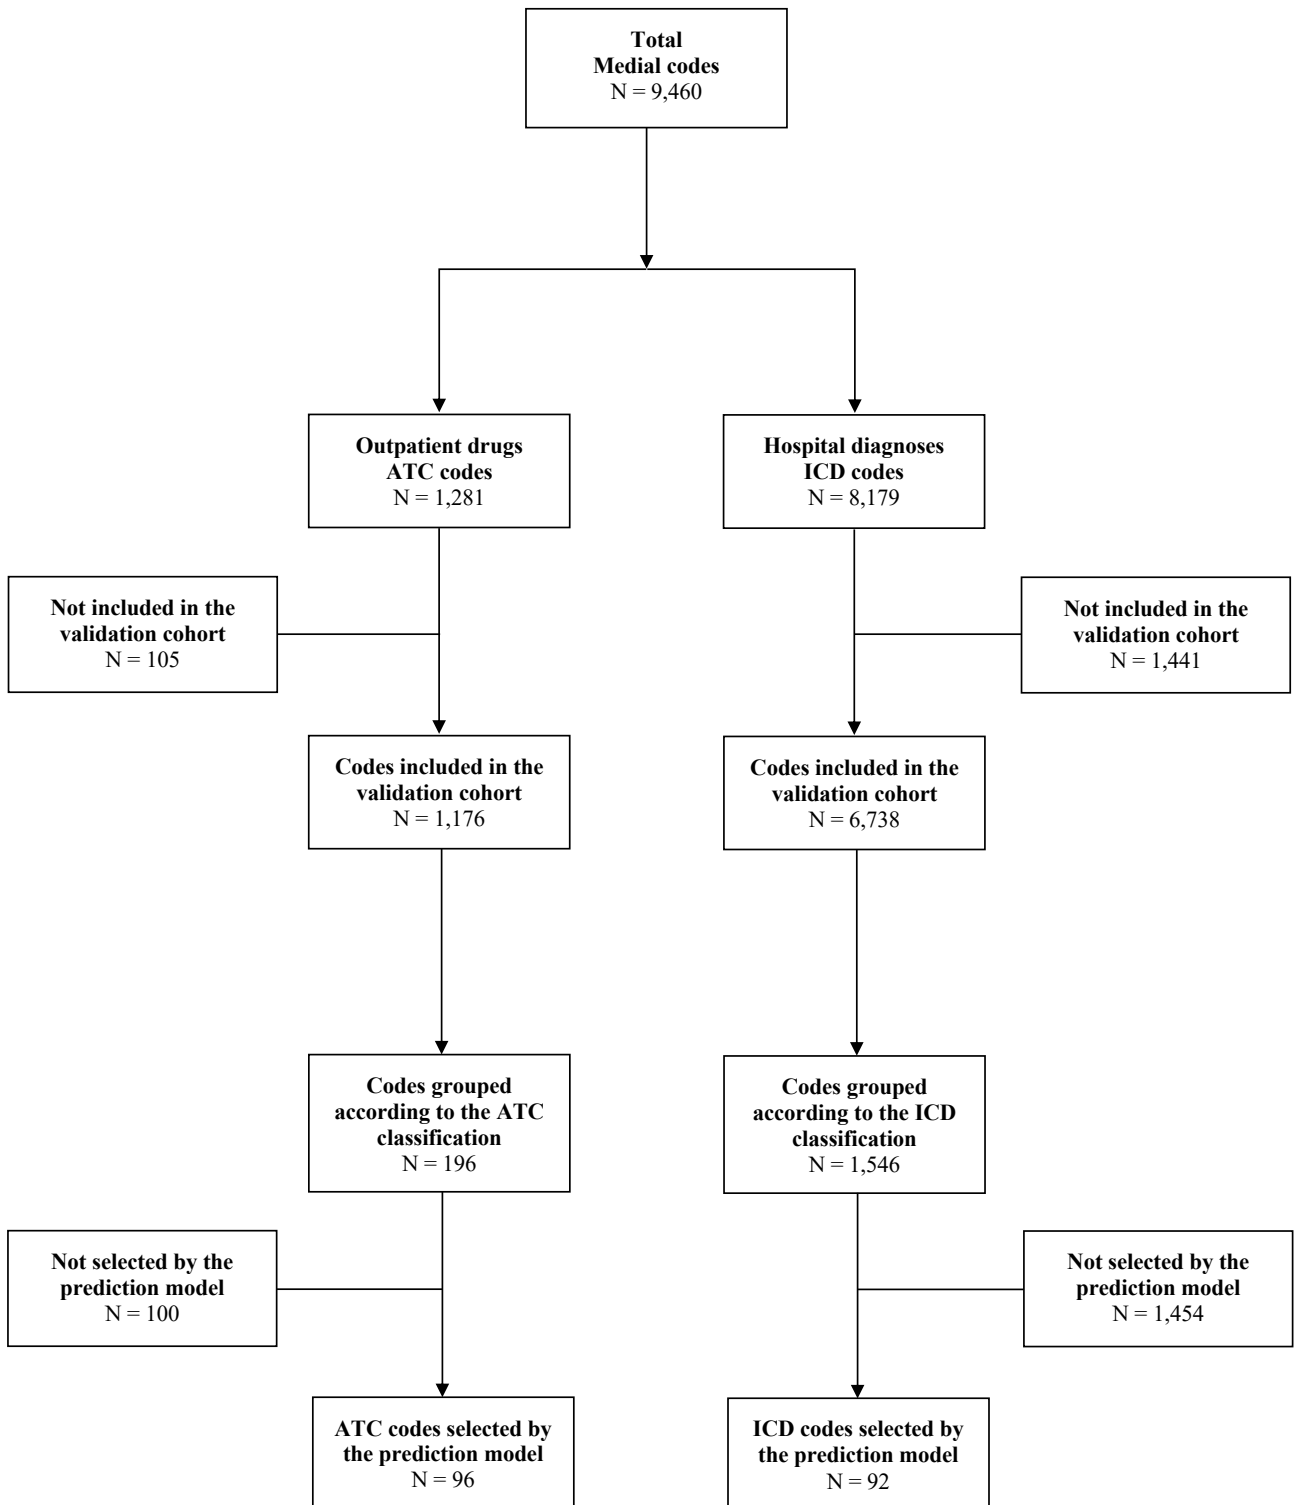 Total
Medial codes
N = 9,460
Outpatient drugs
ATC codes
N = 1,281
Hospital diagnoses
ICD codes
N = 8,179
Not included in the
validation cohort
N = 105
Not included in the
validation cohort
N = 1,441
Codes included in the
validation cohort
N = 1,176
Codes included in the
validation cohort
N = 6,738
Codes grouped
according to the ATC
classification
N = 196
Codes grouped
according to the ICD
classification
N = 1,546
Not selected by the
prediction model
N = 100
Not selected by the
prediction model
N = 1,454
ATC codes selected by
the prediction model
N = 96
ICD codes selected by
the prediction model
N = 92